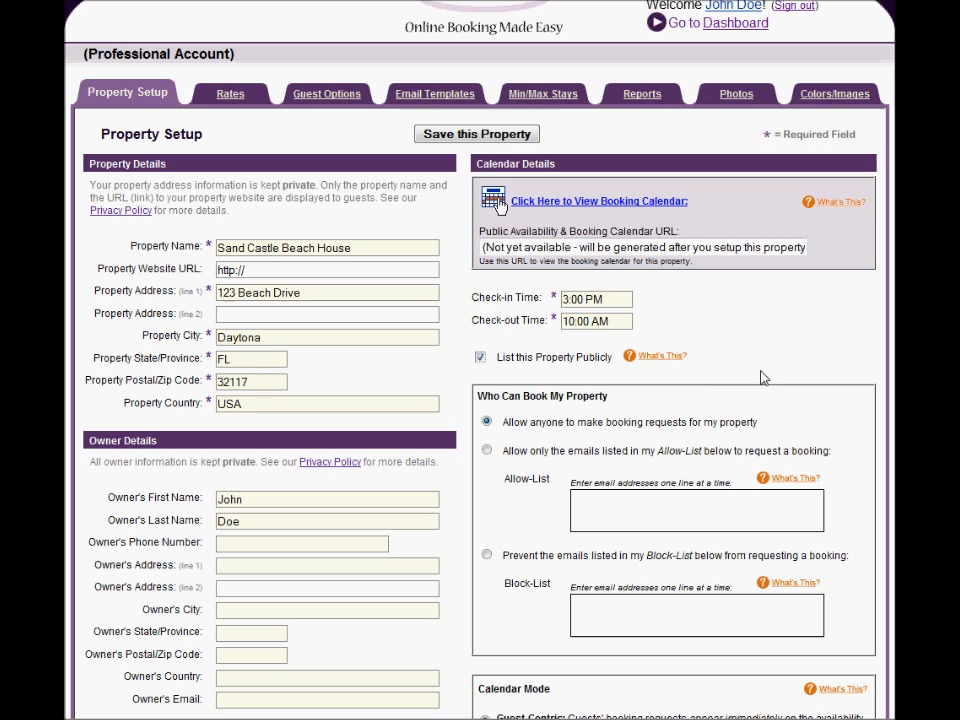 Welcome John Doe! (Sign out)
Online Booking Made Easy
Go to Dashboard
(Professional Account)
Property Setup
Rates
Guest Options
Email Templates
Min/Max Stays
Reports
Photos
Colors/Images
Property Setup
Save this Property
* = Required Field
Property Details
Your property address information is kept private. Only the property name and
the URL (link) to your property website are displayed to guests. See our
Privacy Policy for more details.
Property Name: * Sand Castle Beach House
Property Website URL: http://
Property Address: (line 1) * 123 Beach Drive
Property Address: (line 2)
Property City: * Daytona
Property State/Province: * FL
Property Postal/Zip Code: * 32117
Property Country: * USA
Owner Details
All owner information is kept private. See our Privacy Policy for more details.
Owner's First Name: John
Owner's Last Name: Doe
Owner's Phone Number:
Owner's Address: (line 1)
Owner's Address: (line 2)
Owner's City:
Owner's State/Province:
Owner's Postal/Zip Code:
Owner's Country:
Owner's Email:
Calendar Details
Click Here to View Booking Calendar:
? What's This?
Public Availability & Booking Calendar URL:
(Not yet available - will be generated after you setup this property
Use this URL to view the booking calendar for this property.
Check-in Time: * 3:00 PM
Check-out Time: * 10:00 AM
List this Property Publicly ? What's This?
Who Can Book My Property
Allow anyone to make booking requests for my property
Allow only the emails listed in my Allow-List below to request a booking:
Allow-List
Enter email addresses one line at a time:
? What's This?
Prevent the emails listed in my Block-List below from requesting a booking:
Block-List
Enter email addresses one line at a time:
? What's This?
Calendar Mode
? What's This?
Guest Centric: Guests' booking requests appear immediately on the availability